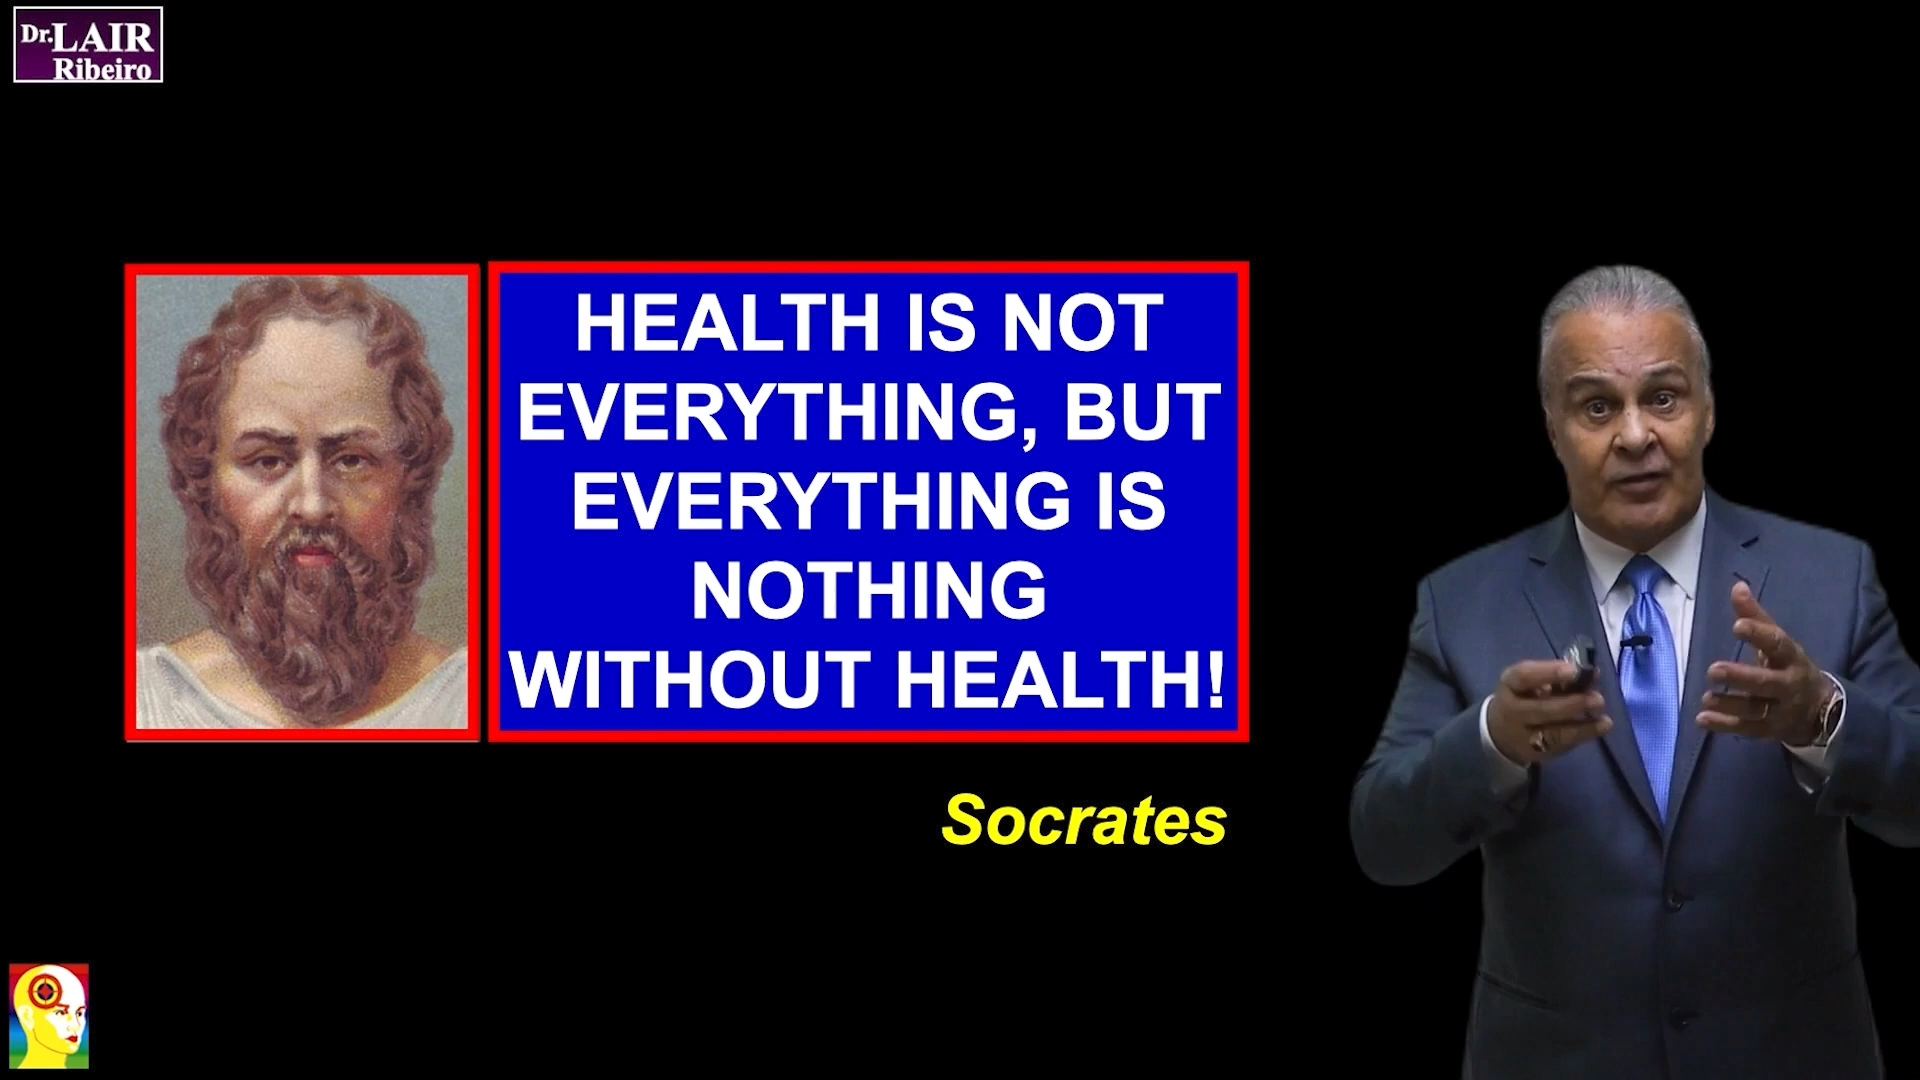 Dr.LAIR
Ribeiro
HEALTH IS NOT
EVERYTHING, BUT
EVERYTHING IS
NOTHING
WITHOUT HEALTH!
Socrates